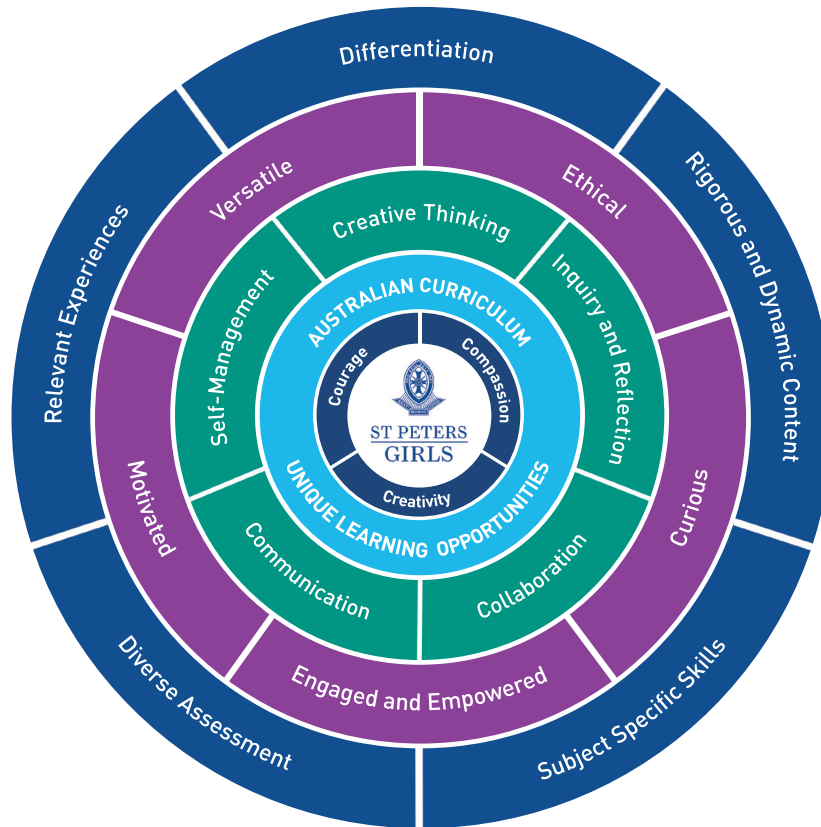 Differentiation
Rigorous and Dynamic Content
Subject Specific Skills
Diverse Assessment
Relevant Experiences
Versatile
Ethical
Curious
Engaged and Empowered
Motivated
Creative Thinking
Inquiry and Reflection
Collaboration
Communication
Self-Management
AUSTRALIAN CURRICULUM
UNIQUE LEARNING OPPORTUNITIES
Courage
Compassion
Creativity
ST PETERS
GIRLS